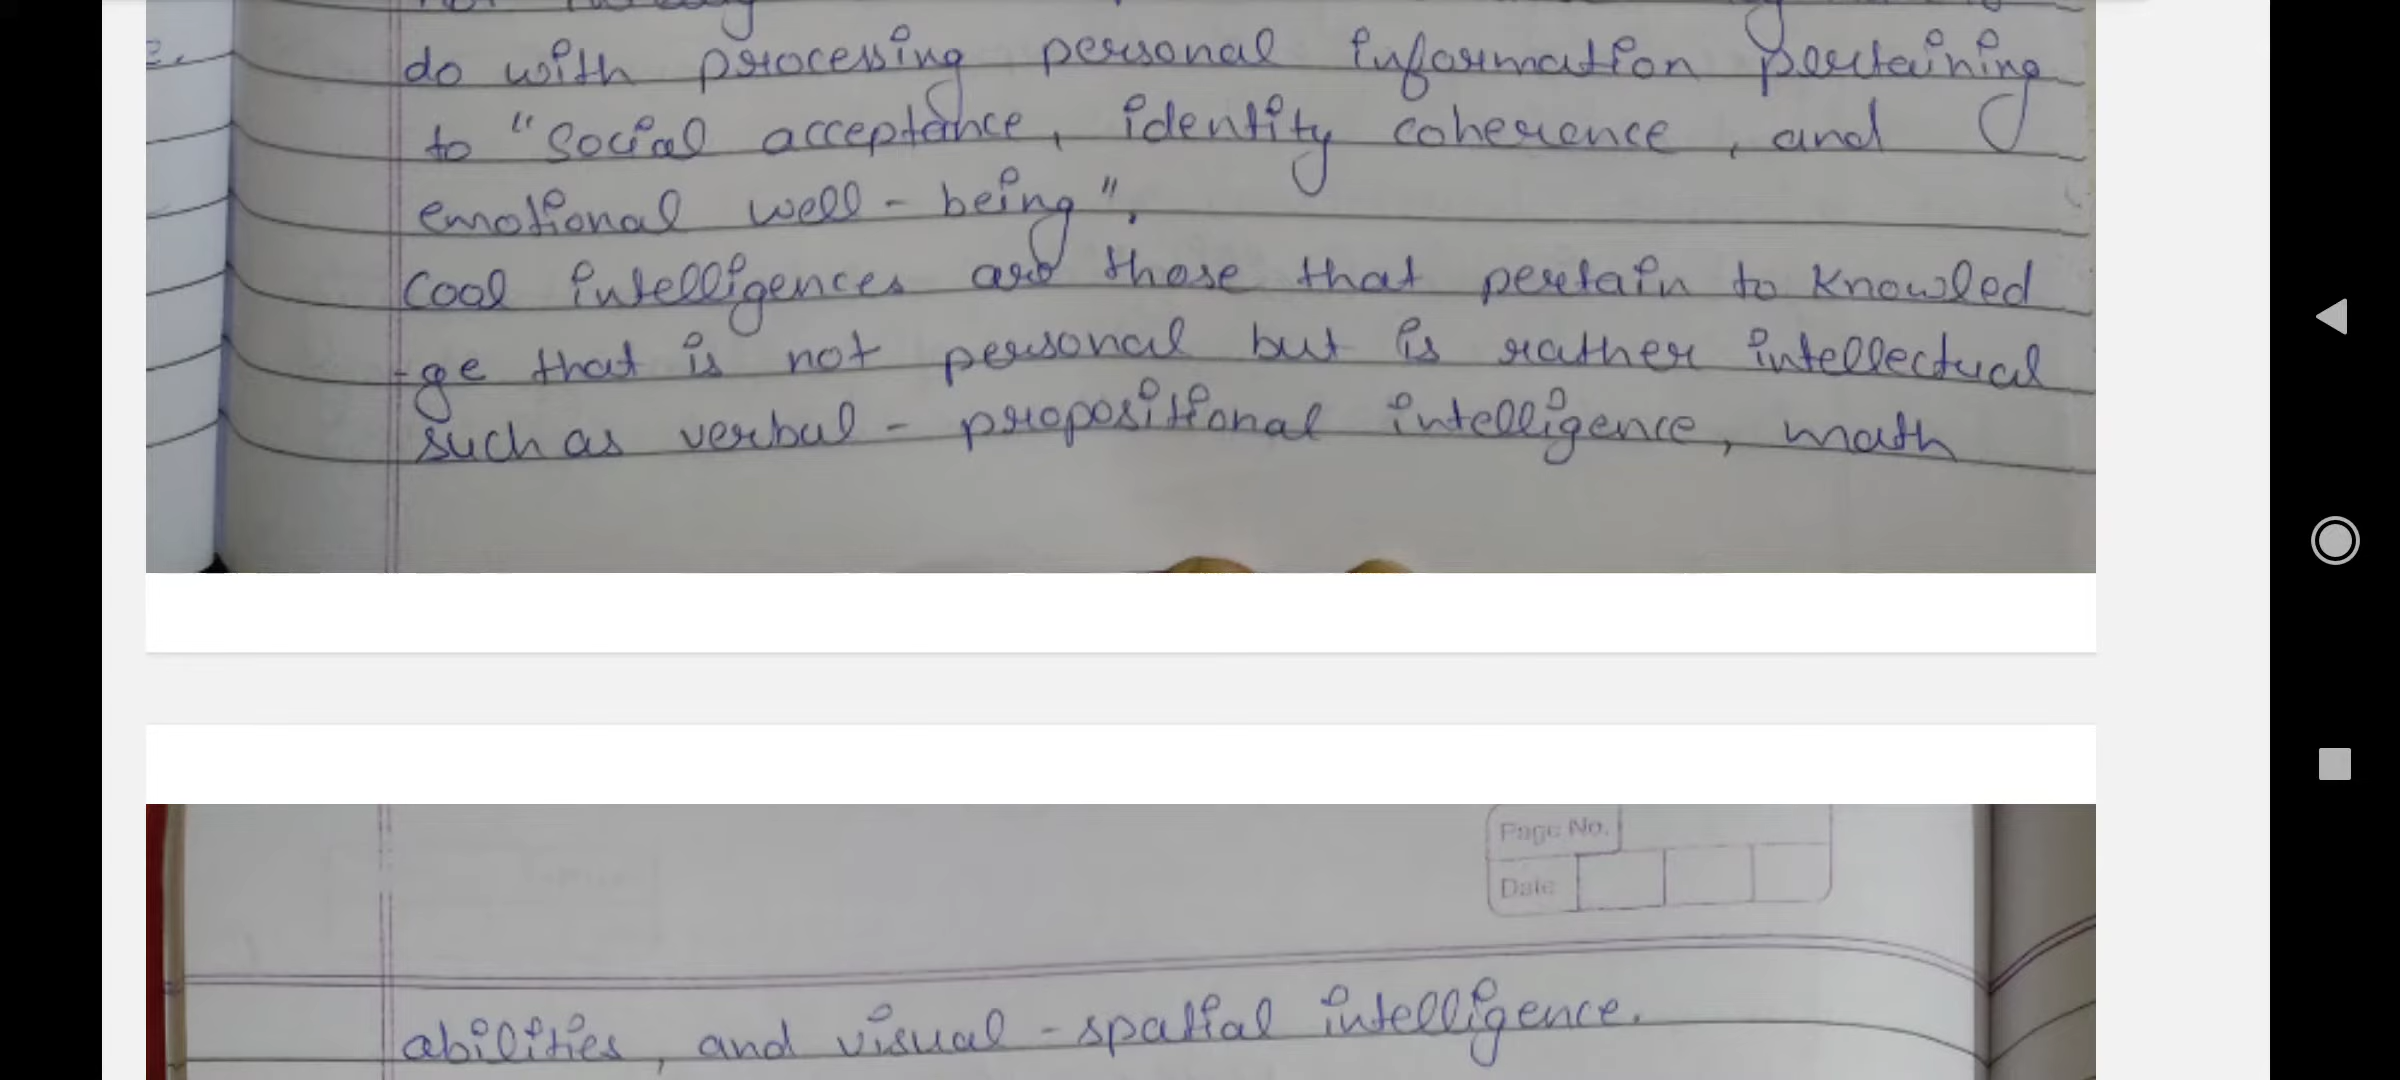 do with processing personal information pertaining
to "Social acceptance, identity coherence, and
emotional well-being".
Cool intelligences are those that pertain to Knowled
-ge that is not personal but is rather intellectual
such as verbal-propositional intelligence, math
Page No.
Date
abilities, and visual-spatial intelligence.